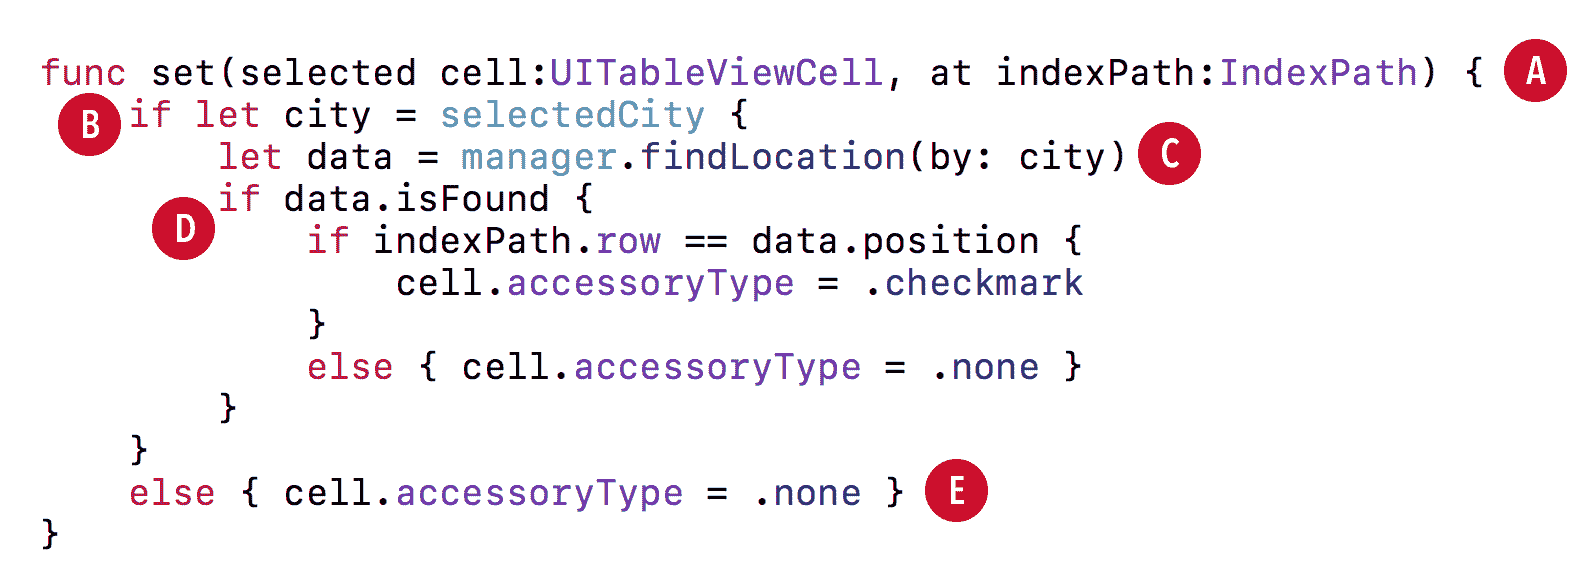 func set(selected cell:UITableViewCell, at indexPath:IndexPath) { A
B if let city = selectedCity {
let data = manager.findLocation(by: city) C
D if data.isFound {
if indexPath.row == data.position {
cell.accessoryType = .checkmark
}
else { cell.accessoryType = .none }
}
}
else { cell.accessoryType = .none } E
}